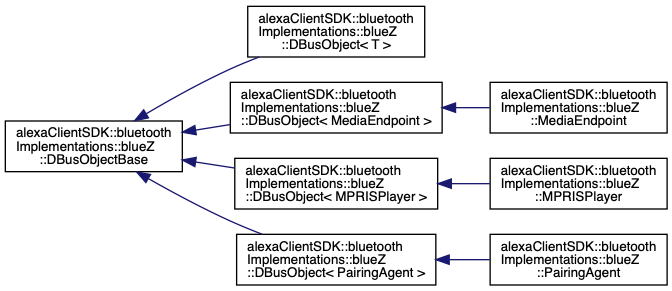 alexaClientSDK::bluetooth
Implementations::blueZ
::DBusObject< T >
alexaClientSDK::bluetooth
Implementations::blueZ
::DBusObject< MediaEndpoint >
alexaClientSDK::bluetooth
Implementations::blueZ
::MediaEndpoint
alexaClientSDK::bluetooth
Implementations::blueZ
::DBusObjectBase
alexaClientSDK::bluetooth
Implementations::blueZ
::DBusObject< MPRISPlayer >
alexaClientSDK::bluetooth
Implementations::blueZ
::MPRISPlayer
alexaClientSDK::bluetooth
Implementations::blueZ
::DBusObject< PairingAgent >
alexaClientSDK::bluetooth
Implementations::blueZ
::PairingAgent